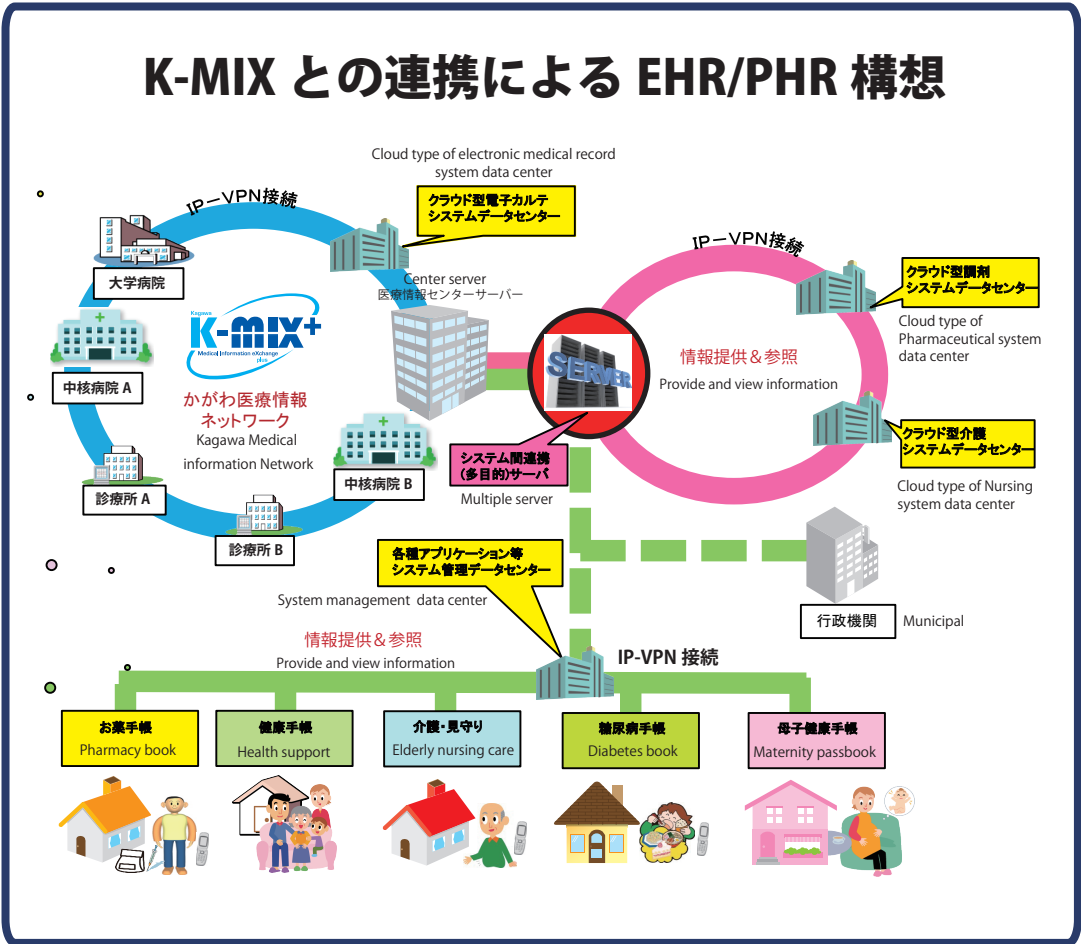 K-MIX との連携による EHR/PHR 構想
Cloud type of electronic medical record
system data center
クラウド型電子カルテ
システムデータセンター
IP－VPN接続
大学病院
中核病院 A
診療所 A
診療所 B
中核病院 B
Kagawa
K-MIX+
Medical Information eXchange
plus
かがわ医療情報
ネットワーク
Kagawa Medical
information Network
Center server
医療情報センターサーバー
SERVER
システム間連携
(多目的)サーバ
Multiple server
IP－VPN接続
情報提供＆参照
Provide and view information
クラウド型調剤
システムデータセンター
Cloud type of
Pharmaceutical system
data center
クラウド型介護
システムデータセンター
Cloud type of Nursing
system data center
行政機関
Municipal
各種アプリケーション等
システム管理データセンター
System management data center
情報提供＆参照
Provide and view information
IP-VPN 接続
お薬手帳
Pharmacy book
健康手帳
Health support
介護・見守り
Elderly nursing care
糖尿病手帳
Diabetes book
母子健康手帳
Maternity passbook